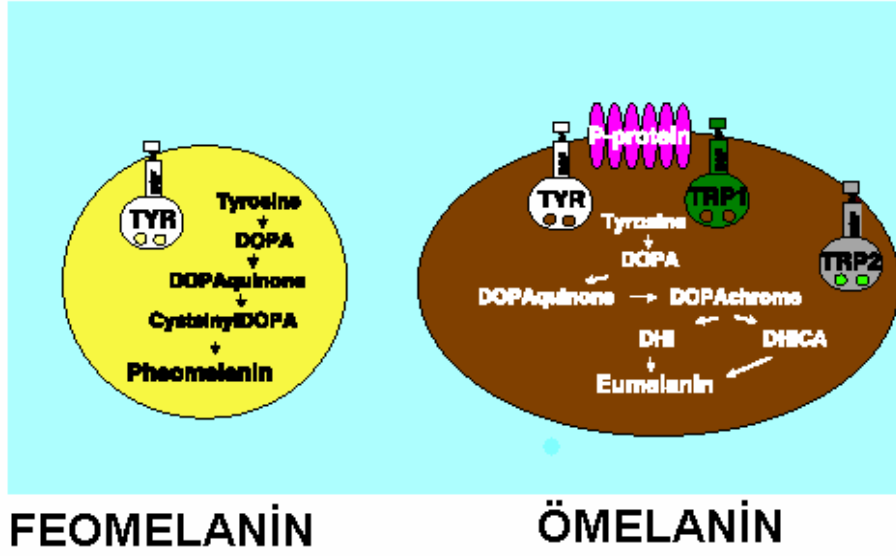 TYR
Tyrosine
DOPA
DOPAquinone
CysteinylDOPA
Pheomelanin
P-protein
TYR
TRP1
TRP2
Tyrosine
DOPA
DOPAquinone
DOPAchrome
DHI
DHICA
Eumelanin
FEOMELANİN
ÖMELANİN